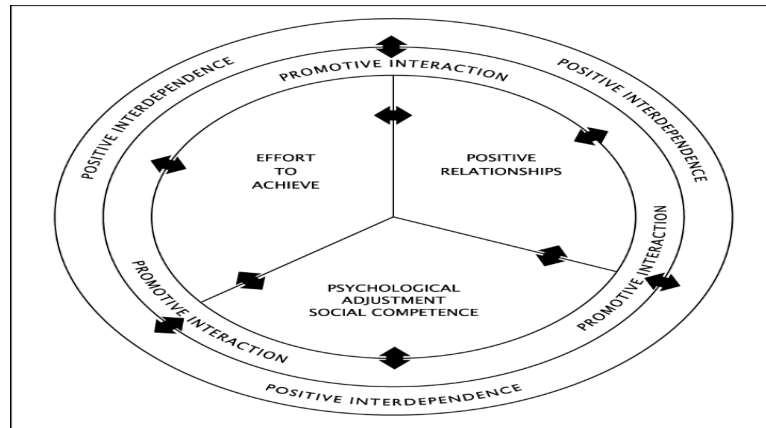 PROMOTIVE INTERACTION
POSITIVE INTERDEPENDENCE
POSITIVE INTERDEPENDENCE
EFFORT
TO
ACHIEVE
POSITIVE
RELATIONSHIPS
PROMOTIVE INTERACTION
PROMOTIVE INTERACTION
PSYCHOLOGICAL
ADJUSTMENT
SOCIAL COMPETENCE
POSITIVE INTERDEPENDENCE